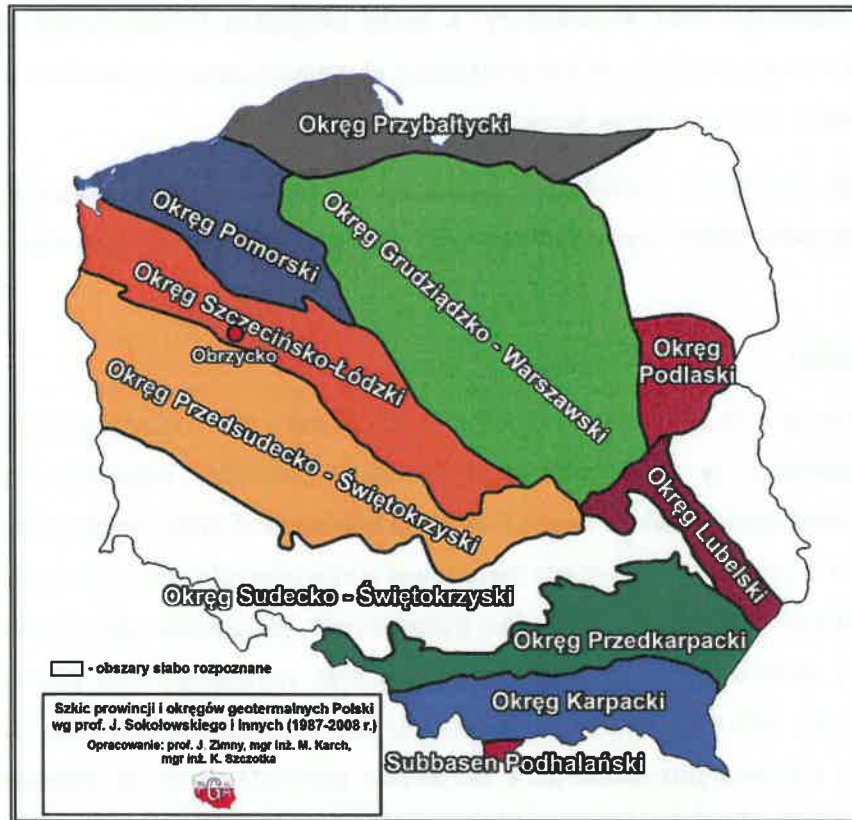 Okręg Przybałtycki
Okręg Pomorski
Okręg Grudziądzko - Warszawski
Okręg Szczecińsko-Łódzki
Obrzycko
Okręg Podlaski
Okręg Przedsudecko - Świętokrzyski
Okręg Lubelski
Okręg Sudecko - Świętokrzyski
Okręg Przedkarpacki
Okręg Karpacki
Subbasen Podhalański
- obszary słabo rozpoznane
Szkic prowincji i okręgów geotermalnych Polski
wg prof. J. Sokołowskiego i innych (1987-2008 r.)
Opracowanie: prof. J. Zimny, mgr inż. M. Karch,
mgr inż. K. Szczotka